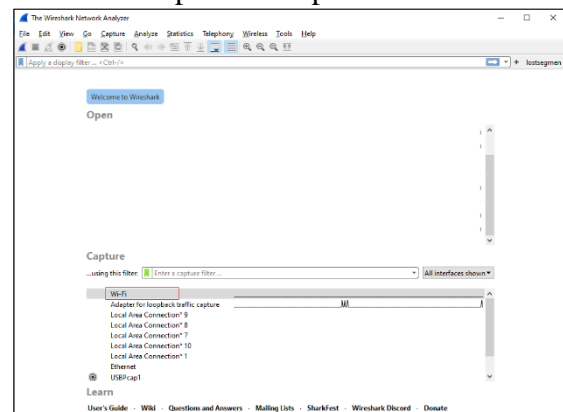 The Wireshark Network Analyzer
File Edit View Go Capture Analyze Statistics Telephony Wireless Tools Help
Apply a display filter ... <Ctrl-/>
+ lostsegmen
Welcome to Wireshark
Open
Capture
...using this filter: Enter a capture filter ...
All interfaces shown
Wi-Fi
Adapter for loopback traffic capture
Local Area Connection* 9
Local Area Connection* 8
Local Area Connection* 7
Local Area Connection* 10
Local Area Connection* 1
Ethernet
USBPcap1
Learn
User's Guide · Wiki · Questions and Answers · Mailing Lists · SharkFest · Wireshark Discord · Donate